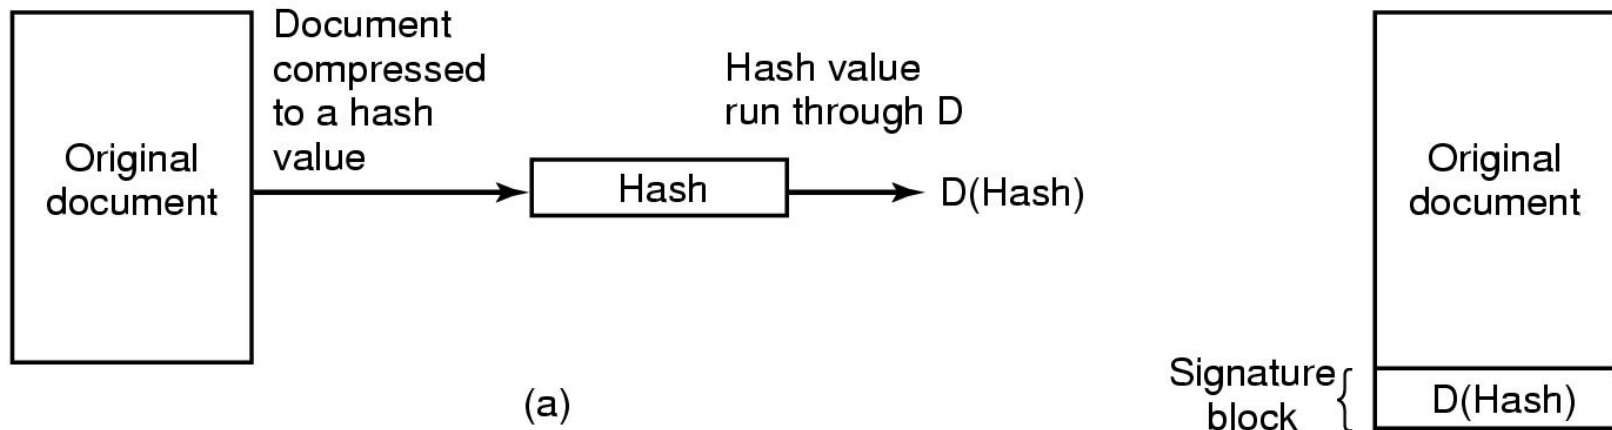 Original
document
Document
compressed
to a hash
value
Hash
Hash value
run through D
D(Hash)
(a)
Original
document
Signature
block
D(Hash)